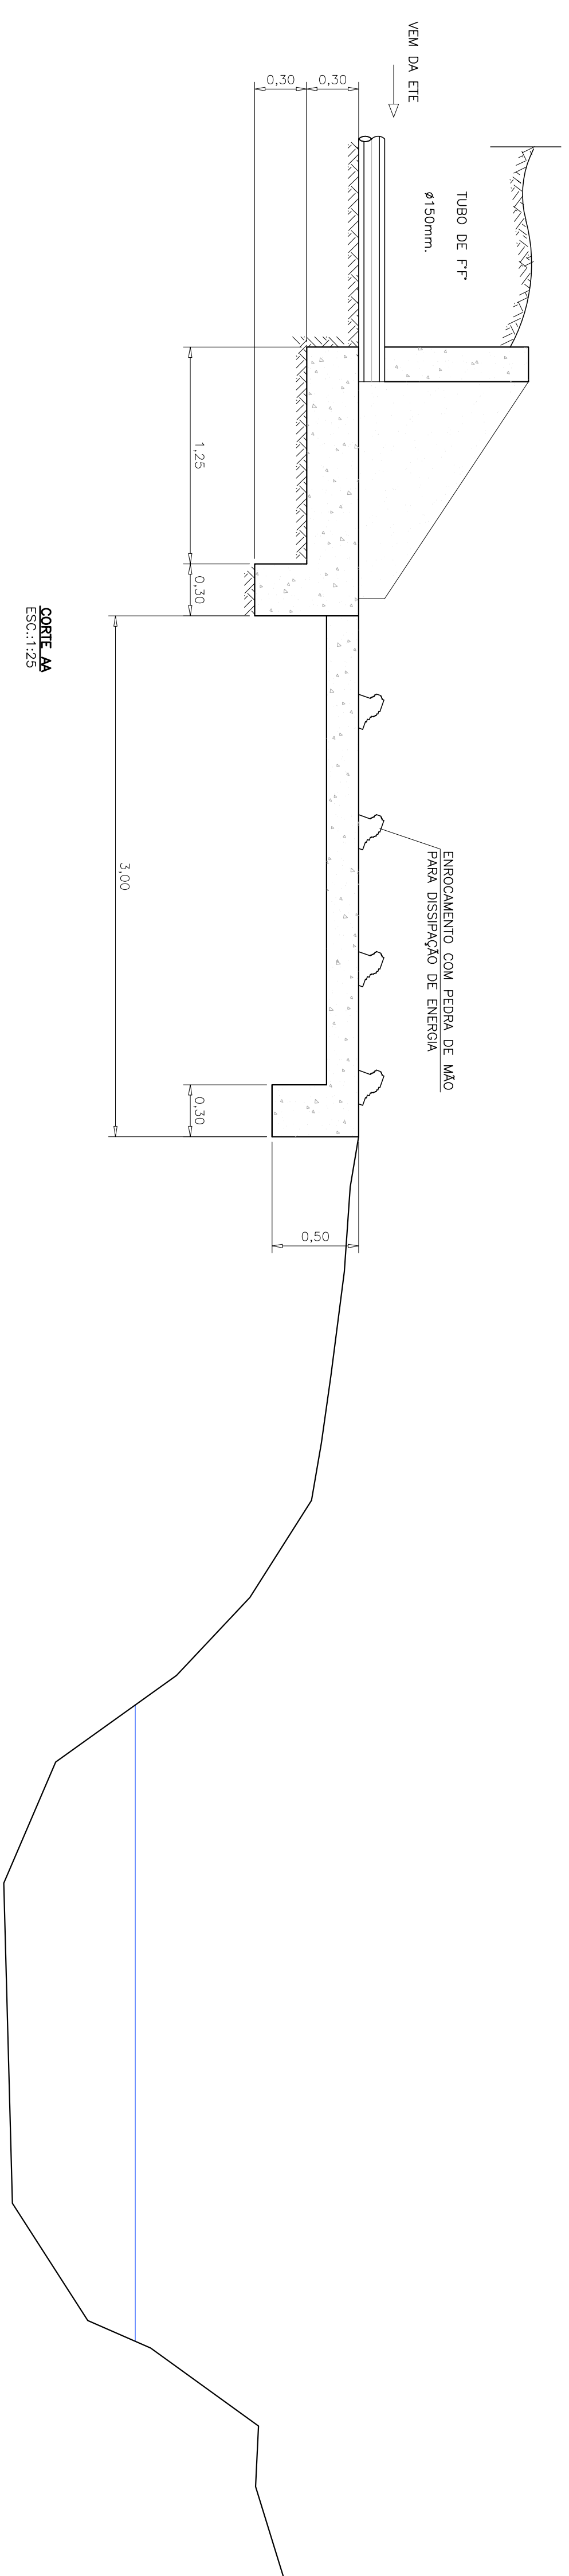 VEM DA ETE
TUBO DE FºFº
ø150mm.
0,30
0,30
1,25
0,30
ENROCAMENTO COM PEDRA DE MÃO
PARA DISSIPAÇÃO DE ENERGIA
3,00
0,30
0,50
CORTE AA
ESC.:1:25